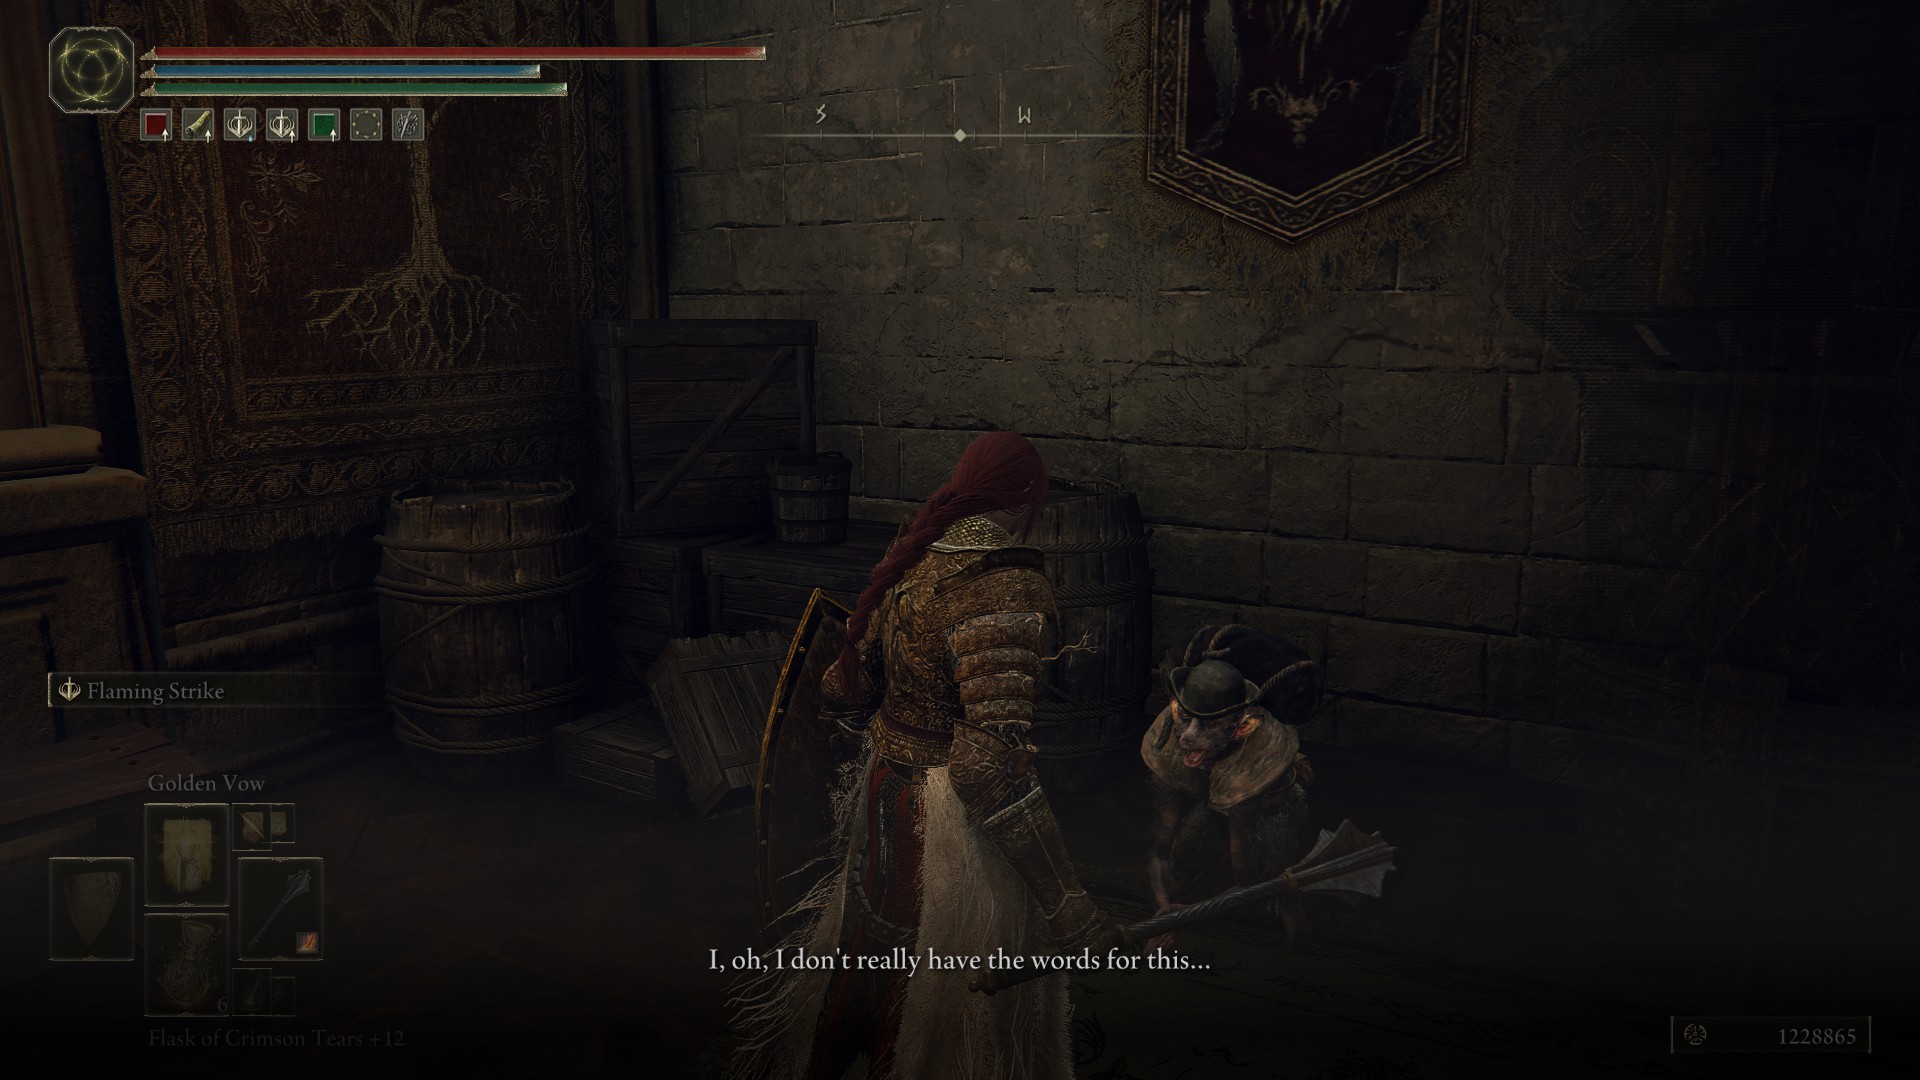 S
W
Flaming Strike
Golden Vow
6
I, oh, I don't really have the words for this...
Flask of Crimson Tears +12
1228865